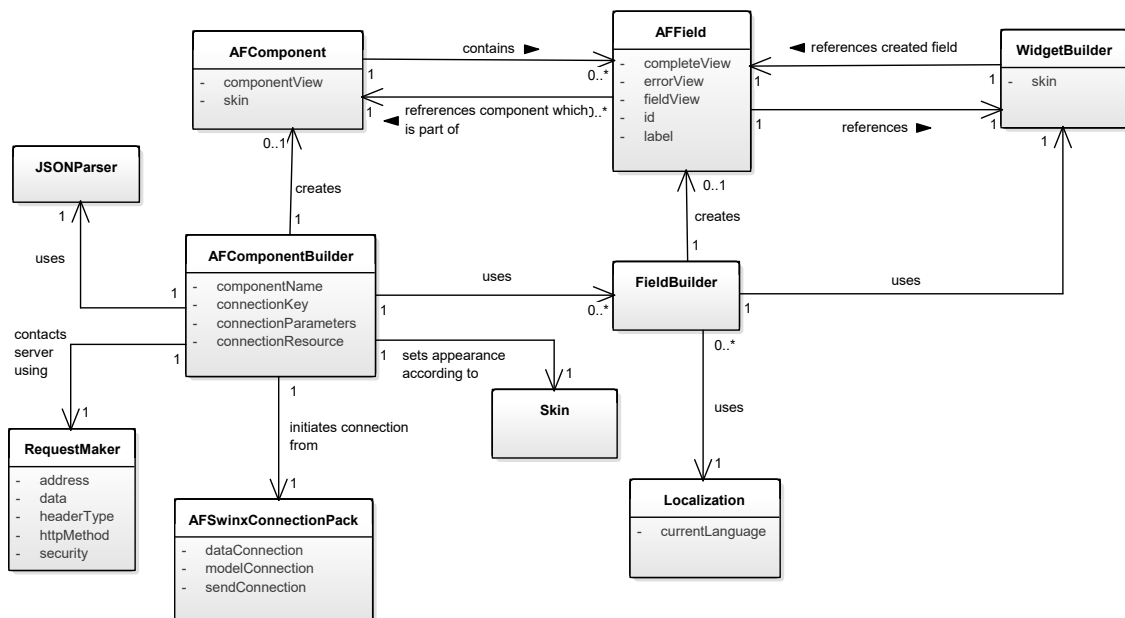 AFComponent
- componentView
- skin
contains ►
1
0..*
AFField
- completeView
- errorView
- fieldView
- id
- label
◄ references created field
1
1
WidgetBuilder
- skin
1
◄ refrerences component which
is part of
0..*
1
references ►
1
0..1
creates
1
JSONParser
1
uses
1
AFComponentBuilder
- componentName
- connectionKey
- connectionParameters
- connectionResource
uses
1
0..*
0..1
creates
1
FieldBuilder
1
uses
1
contacts
server
using
1
1
1
sets appearance
according to
1
Skin
0..*
uses
1
RequestMaker
- address
- data
- headerType
- httpMethod
- security
1
initiates connection
from
1
AFSwinxConnectionPack
- dataConnection
- modelConnection
- sendConnection
Localization
- currentLanguage